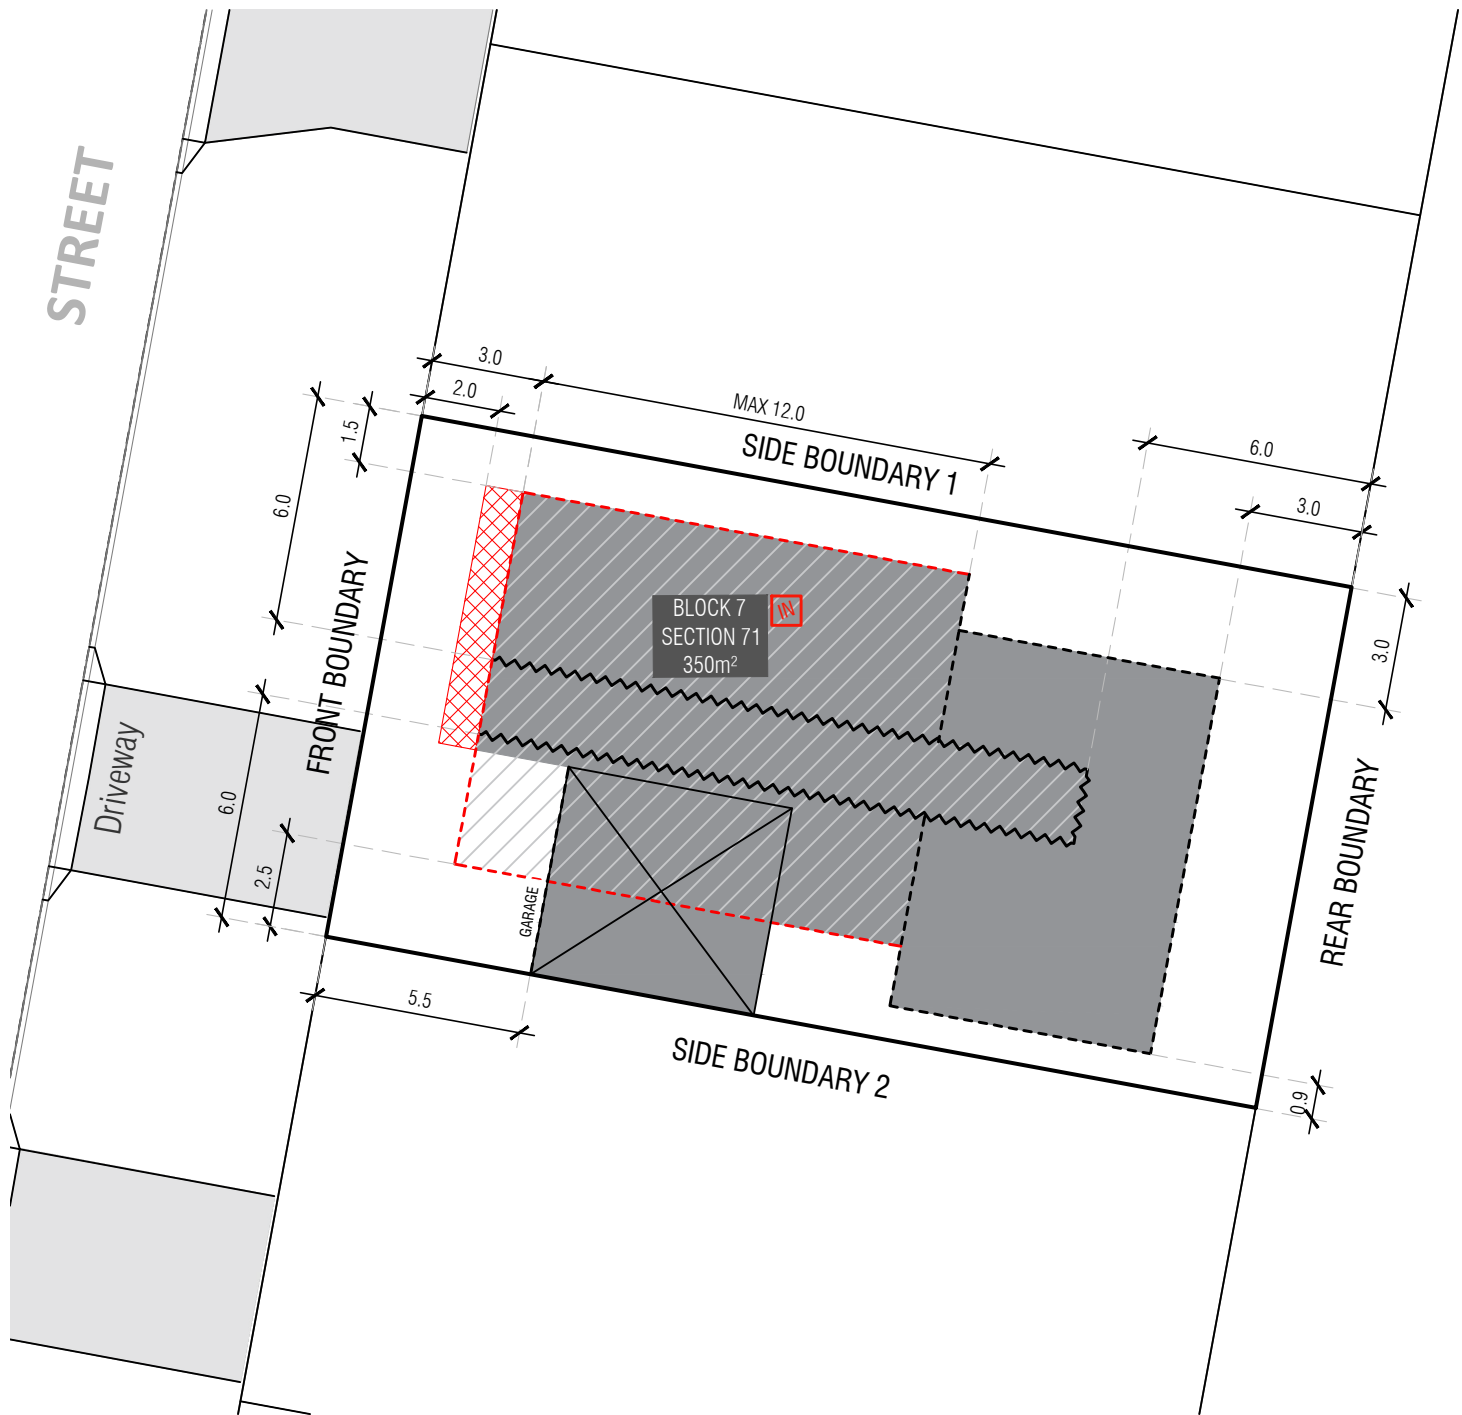 STREET
3.0
2.0
MAX 12.0
SIDE BOUNDARY 1
6.0
3.0
1.5
6.0
FRONT BOUNDARY
BLOCK 7
SECTION 71
350m²
IN
3.0
Driveway
6.0
2.5
GARAGE
REAR BOUNDARY
5.5
SIDE BOUNDARY 2
0.9